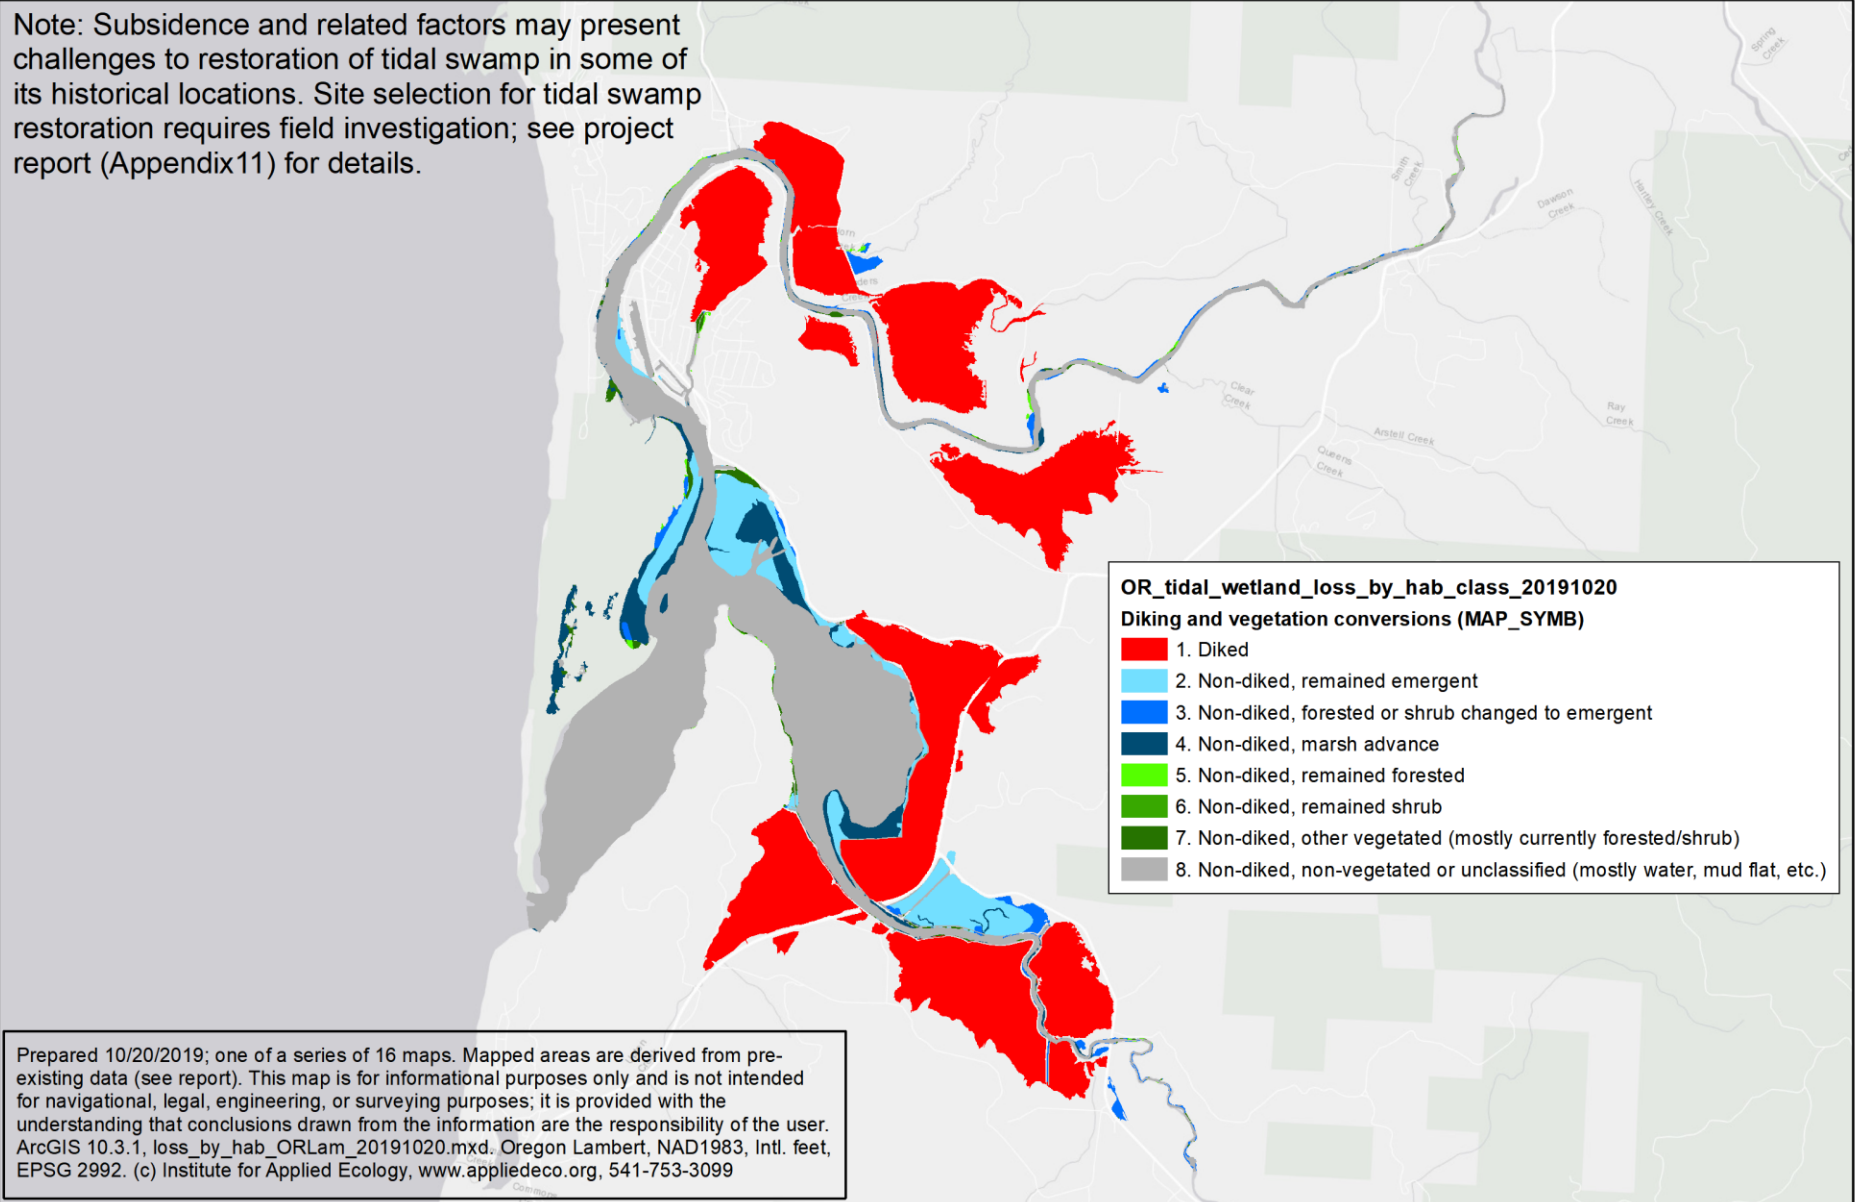 Note: Subsidence and related factors may present
challenges to restoration of tidal swamp in some of
its historical locations. Site selection for tidal swamp
restoration requires field investigation; see project
report (Appendix11) for details.
Spring
Creek
Smith
Creek
Dawson
Creek
Hartley Creek
Creek
Clear
Creek
Ray
Creek
Arstell Creek
Queens
Creek
OR_tidal_wetland_loss_by_hab_class_20191020
Diking and vegetation conversions (MAP_SYMB)
1. Diked
2. Non-diked, remained emergent
3. Non-diked, forested or shrub changed to emergent
4. Non-diked, marsh advance
5. Non-diked, remained forested
6. Non-diked, remained shrub
7. Non-diked, other vegetated (mostly currently forested/shrub)
8. Non-diked, non-vegetated or unclassified (mostly water, mud flat, etc.)
Prepared 10/20/2019; one of a series of 16 maps. Mapped areas are derived from pre-
existing data (see report). This map is for informational purposes only and is not intended
for navigational, legal, engineering, or surveying purposes; it is provided with the
understanding that conclusions drawn from the information are the responsibility of the user.
ArcGIS 10.3.1, loss_by_hab_ORLam_20191020.mxd. Oregon Lambert, NAD1983, Intl. feet,
EPSG 2992. (c) Institute for Applied Ecology, www.appliedeco.org, 541-753-3099